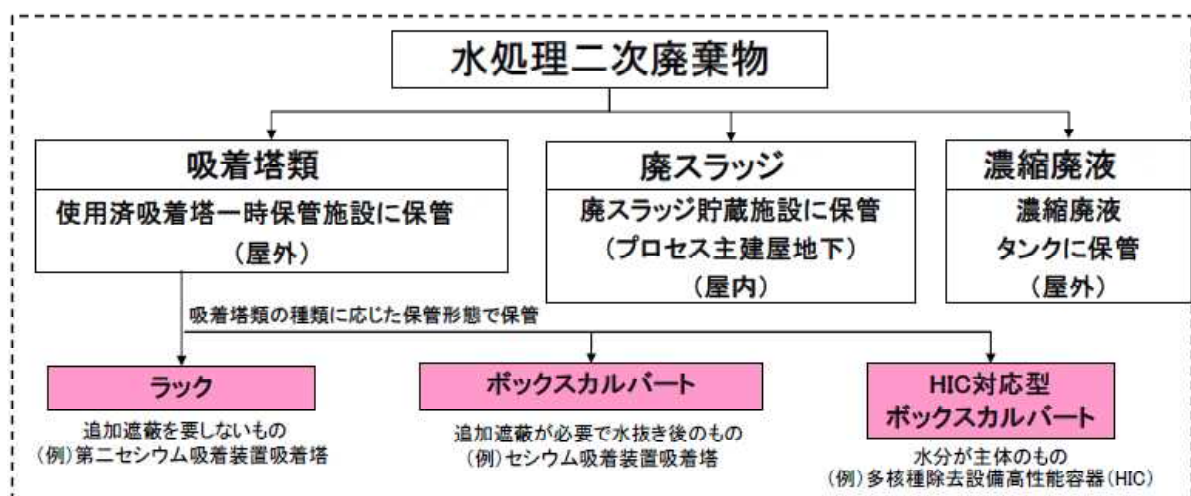 水処理二次廃棄物
吸着塔類
使用済吸着塔一時保管施設に保管
(屋外)
廃スラッジ
廃スラッジ貯蔵施設に保管
(プロセス主建屋地下)
(屋内)
濃縮廃液
濃縮廃液
タンクに保管
(屋外)
吸着塔類の種類に応じた保管形態で保管
ラック
追加遮蔽を要しないもの
(例)第二セシウム吸着装置吸着塔
ボックスカルバート
追加遮蔽が必要で水抜き後のもの
(例)セシウム吸着装置吸着塔
HIC対応型
ボックスカルバート
水分が主体のもの
(例)多核種除去設備高性能容器(HIC)